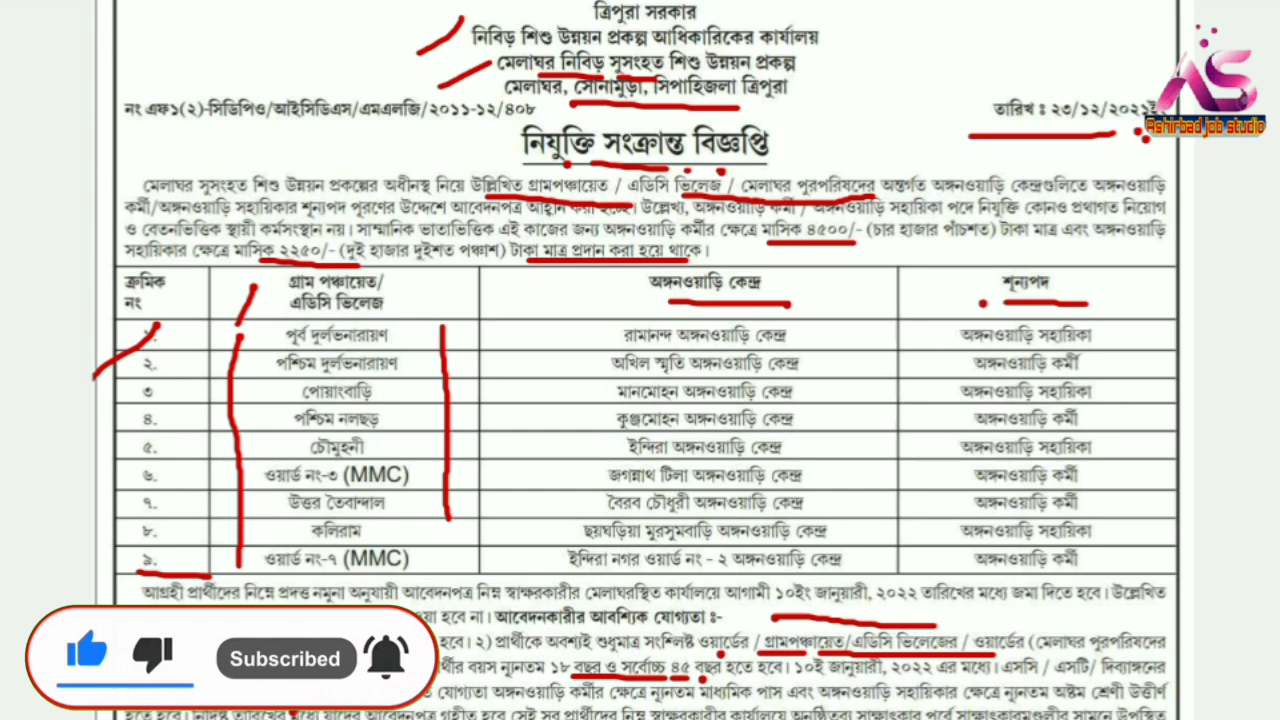 ত্রিপুরা সরকার
নিবিড় শিশু উন্নয়ন প্রকল্প আধিকারিকের কার্যালয়
মেলাঘর নিবিড় সুসংহত শিশু উন্নয়ন প্রকল্প
মেলাঘর, সোনামুড়া, সিপাহিজলা ত্রিপুরা
নং এফ১(২)-সিডিপিও/আইসিডিএস/এমএলজি/২০১১-১২/৪০৮ তারিখ ঃ ২৩/১২/২০২১ইং
AS
Ashirbad job studio
নিযুক্তি সংক্রান্ত বিজ্ঞপ্তি
মেলাঘর সুসংহত শিশু উন্নয়ন প্রকল্পের অধীনস্থ নিয়ে উল্লিখিত গ্রামপঞ্চায়েত / এডিসি ভিলেজ / মেলাঘর পুরপরিষদের অন্তর্গত অঙ্গনওয়াড়ি কেন্দ্রগুলিতে অঙ্গনওয়াড়ি
কর্মী/অঙ্গনওয়াড়ি সহায়িকার শূন্যপদ পূরণের উদ্দেশে আবেদনপত্র আহ্বান করা হচ্ছে। উল্লেখ্য, অঙ্গনওয়াড়ি কর্মী / অঙ্গনওয়াড়ি সহায়িকা পদে নিযুক্তি কোনও প্রথাগত নিয়োগ
ও বেতনভিত্তিক স্থায়ী কর্মসংস্থান নয়। সাম্মানিক ভাতাভিত্তিক এই কাজের জন্য অঙ্গনওয়াড়ি কর্মীর ক্ষেত্রে মাসিক ৪৫০০/- (চার হাজার পাঁচশত) টাকা মাত্র এবং অঙ্গনওয়াড়ি
সহায়িকার ক্ষেত্রে মাসিক ২২৫০/- (দুই হাজার দুইশত পঞ্চাশ) টাকা মাত্র প্রদান করা হয়ে থাকে।
ক্রমিক নং গ্রাম পঞ্চায়েত/ এডিসি ভিলেজ অঙ্গনওয়াড়ি কেন্দ্র শূন্যপদ
১. পূর্ব দুর্লভনারায়ণ রামানন্দ অঙ্গনওয়াড়ি কেন্দ্র অঙ্গনওয়াড়ি সহায়িকা
২. পশ্চিম দুর্লভনারায়ণ অখিল স্মৃতি অঙ্গনওয়াড়ি কেন্দ্র অঙ্গনওয়াড়ি কর্মী
৩ পোয়াংবাড়ি মানমোহন অঙ্গনওয়াড়ি কেন্দ্র অঙ্গনওয়াড়ি সহায়িকা
৪. পশ্চিম নলছড় কুঞ্জমোহন অঙ্গনওয়াড়ি কেন্দ্র অঙ্গনওয়াড়ি কর্মী
৫. চৌমুহনী ইন্দিরা অঙ্গনওয়াড়ি কেন্দ্র অঙ্গনওয়াড়ি সহায়িকা
৬. ওয়ার্ড নং-৩ (MMC) জগন্নাথ টিলা অঙ্গনওয়াড়ি কেন্দ্র অঙ্গনওয়াড়ি কর্মী
৭. উত্তর তৈবান্দাল বৈরব চৌধুরী অঙ্গনওয়াড়ি কেন্দ্র অঙ্গনওয়াড়ি কর্মী
৮. কলিরাম ছয়ঘড়িয়া মুরসুমবাড়ি অঙ্গনওয়াড়ি কেন্দ্র অঙ্গনওয়াড়ি সহায়িকা
৯. ওয়ার্ড নং-৭ (MMC) ইন্দিরা নগর ওয়ার্ড নং - ২ অঙ্গনওয়াড়ি কেন্দ্র অঙ্গনওয়াড়ি কর্মী
আগ্রহী প্রার্থীদের নিম্নে প্রদত্ত নমুনা অনুযায়ী আবেদনপত্র নিম্ন স্বাক্ষরকারীর মেলাঘরস্থিত কার্যালয়ে আগামী ১০ইং জানুয়ারী, ২০২২ তারিখের মধ্যে জমা দিতে হবে। উল্লেখিত
হবে না। আবেদনকারীর আবশ্যিক যোগ্যতা ঃ-
হবে। ২) প্রার্থীকে অবশ্যই শুধুমাত্র সংশ্লিষ্ট ওয়ার্ডের / গ্রামপঞ্চায়েত/এডিসি ভিলেজের / ওয়ার্ডের (মেলাঘর পুরপরিষদের
বয়স ন্যূনতম ১৮ বছর ও সর্বোচ্চ ৪৫ বছর হতে হবে। ১০ই জানুয়ারী, ২০২২ এর মধ্যে। এসসি / এসটি/ দিব্যাঙ্গনের
যোগ্যতা অঙ্গনওয়াড়ি কর্মীর ক্ষেত্রে ন্যূনতম মাধ্যমিক পাস এবং অঙ্গনওয়াড়ি সহায়িকার ক্ষেত্রে ন্যূনতম অষ্টম শ্রেণী উত্তীর্ণ
Subscribed